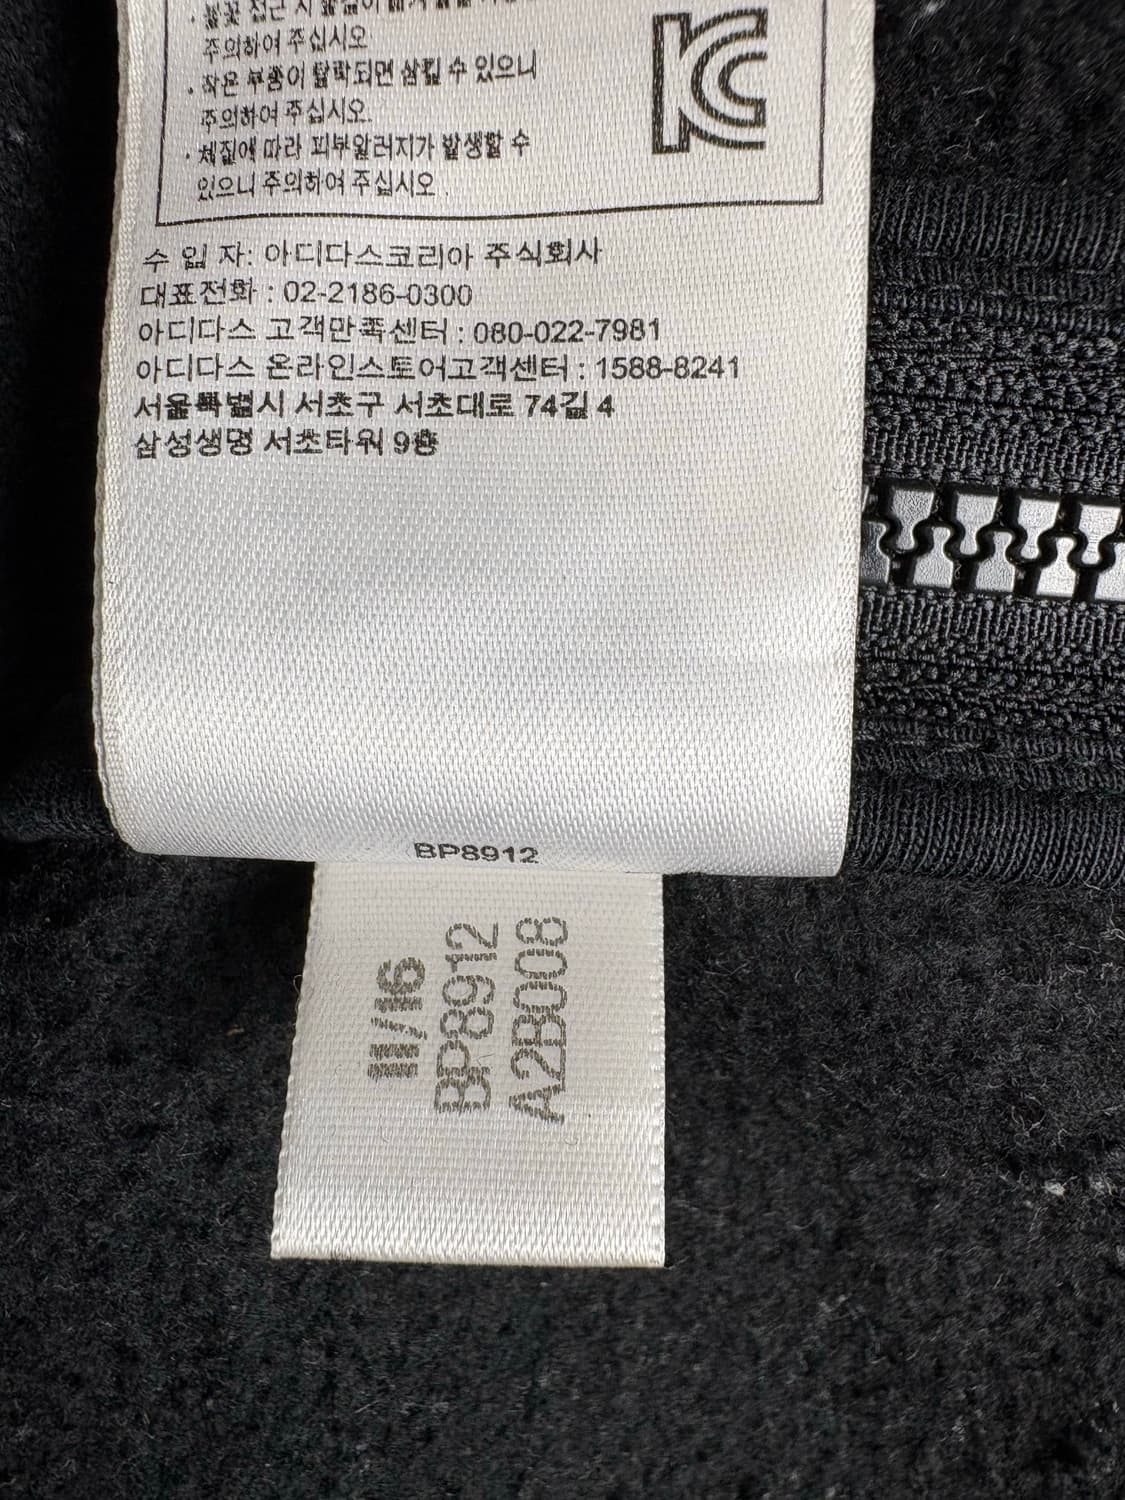 주의하여 주십시오
· 작은 부품이 탈락되면 삼킬 수 있으니
주의하여 주십시오.
· 체질에 따라 피부알러지가 발생할 수
있으니 주의하여 주십시오
수 입 자: 아디다스코리아 주식회사
대표전화 : 02-2186-0300
아디다스 고객만족센터 : 080-022-7981
아디다스 온라인스토어고객센터 : 1588-8241
서울특별시 서초구 서초대로 74길 4
삼성생명 서초타워 9층
BP8912
III/16
BP8912
A2B008